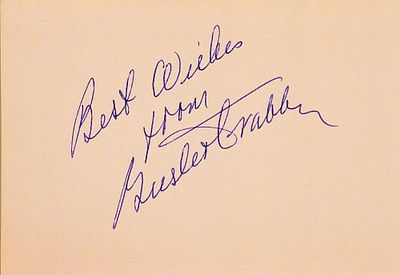 Best Wishes
from
Buster Crabbe